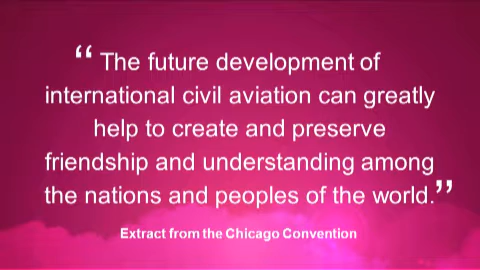 “ The future development of
international civil aviation can greatly
help to create and preserve
friendship and understanding among
the nations and peoples of the world.”
Extract from the Chicago Convention